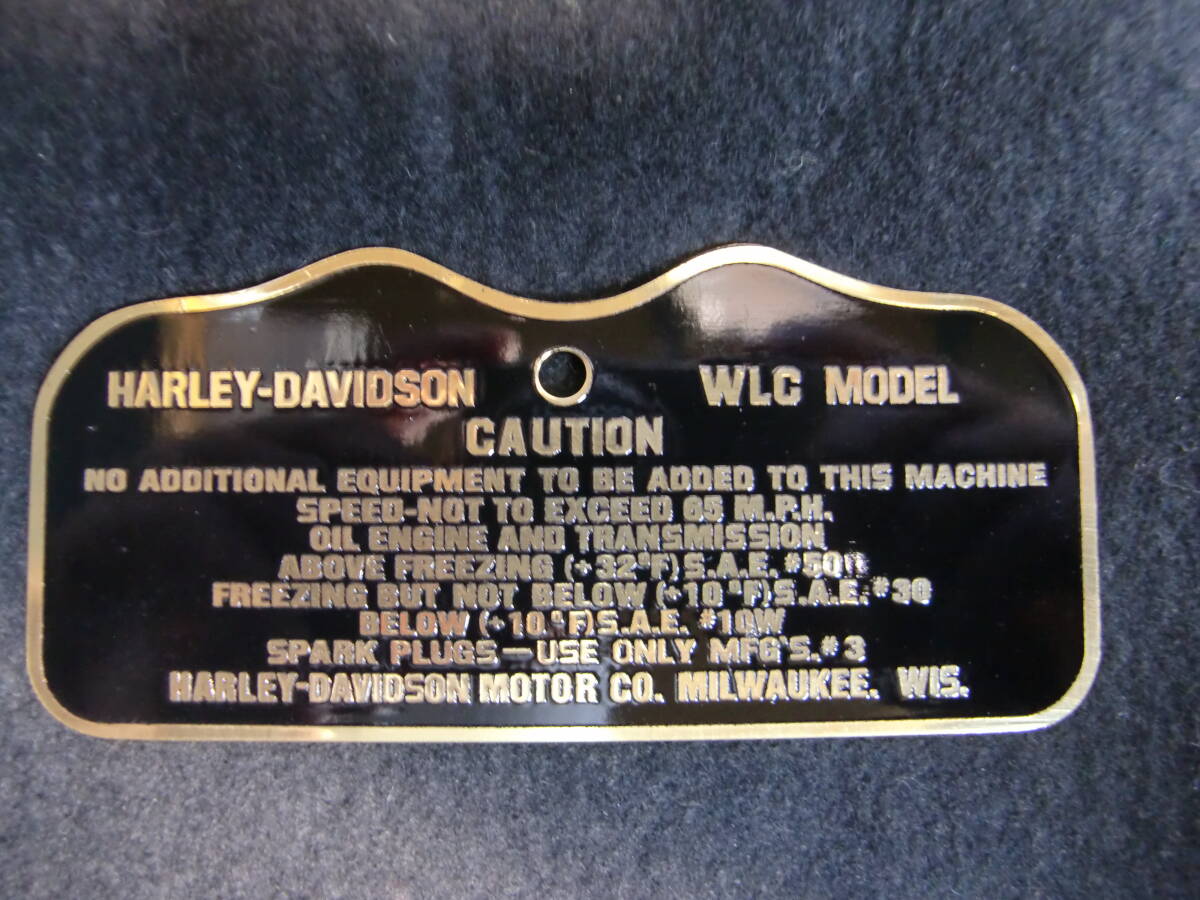 HARLEY-DAVIDSON WLC MODEL
CAUTION
NO ADDITIONAL EQUIPMENT TO BE ADDED TO THIS MACHINE
SPEED-NOT TO EXCEED 65 M.P.H.
OIL ENGINE AND TRANSMISSION
ABOVE FREEZING (+32°F) S.A.E. #50
FREEZING BUT NOT BELOW (+10°F) S.A.E. #30
BELOW (+10°F) S.A.E. #10W
SPARK PLUGS—USE ONLY MFG'S. #3
HARLEY-DAVIDSON MOTOR CO. MILWAUKEE. WIS.